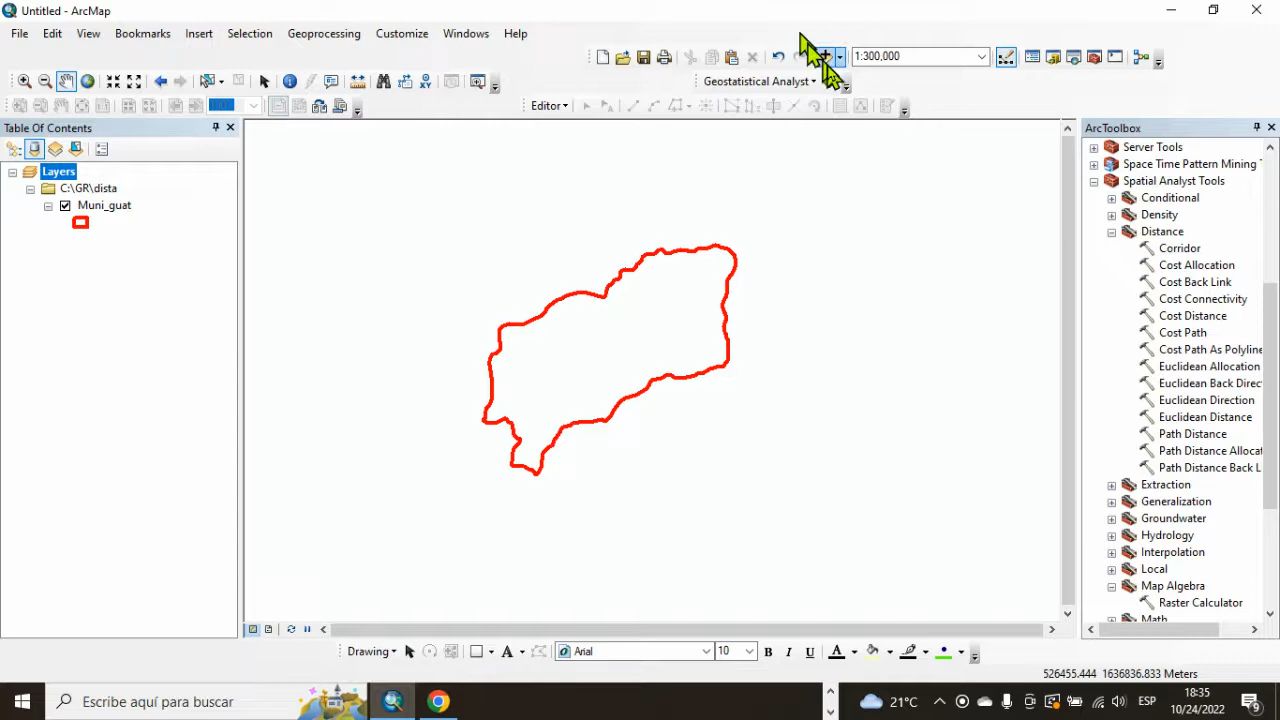 Untitled - ArcMap
File Edit View Bookmarks Insert Selection Geoprocessing Customize Windows Help
1:300,000
Geostatistical Analyst
Editor
Table Of Contents
Layers
C:\GR\dista
Muni_guat
ArcToolbox
Server Tools
Space Time Pattern Mining
Spatial Analyst Tools
Conditional
Density
Distance
Corridor
Cost Allocation
Cost Back Link
Cost Connectivity
Cost Distance
Cost Path
Cost Path As Polyline
Euclidean Allocation
Euclidean Back Direc
Euclidean Direction
Euclidean Distance
Path Distance
Path Distance Alloca
Path Distance Back L
Extraction
Generalization
Groundwater
Hydrology
Interpolation
Local
Map Algebra
Raster Calculator
Math
Drawing A Arial 10 B I U A
526455.444 1636836.833 Meters
Escribe aquí para buscar
21°C
ESP
18:35
10/24/2022
9